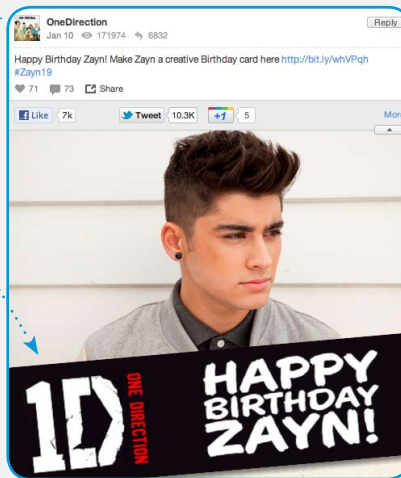 OneDirection
Reply
Jan 10 171974 6832
Happy Birthday Zayn! Make Zayn a creative Birthday card here http://bit.ly/whVPqh
#Zayn19
71 73 Share
Like 7k Tweet 10.3K +1 5 More
1D
ONE DIRECTION
HAPPY
BIRTHDAY
ZAYN!